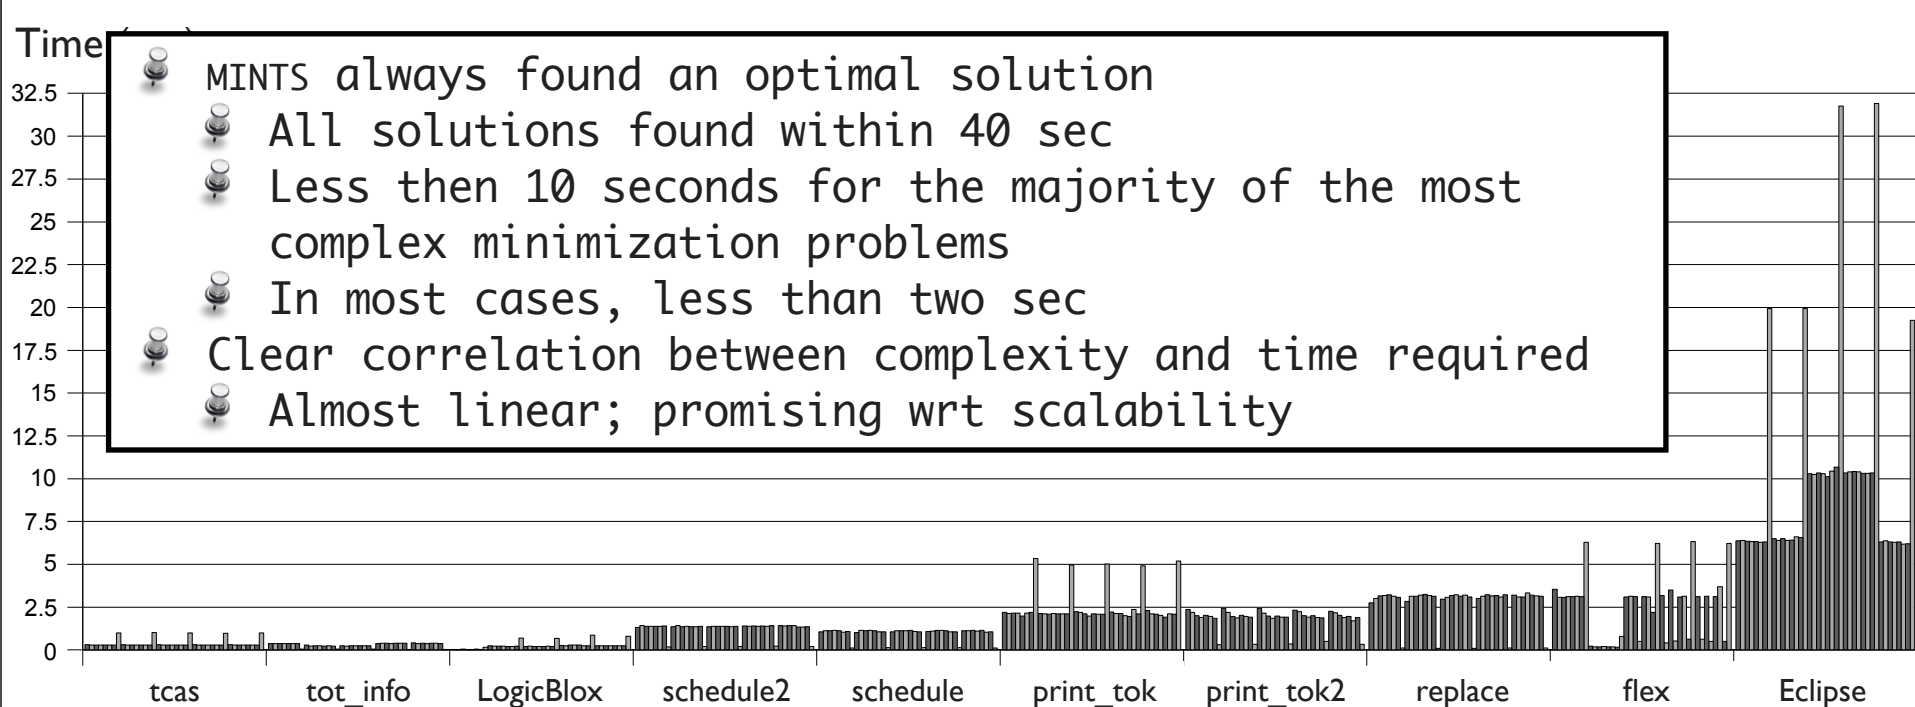 Time
MINTS always found an optimal solution
All solutions found within 40 sec
Less then 10 seconds for the majority of the most
complex minimization problems
In most cases, less than two sec
Clear correlation between complexity and time required
Almost linear; promising wrt scalability
32.5
30
27.5
25
22.5
20
17.5
15
12.5
10
7.5
5
2.5
0
tcas tot_info LogicBlox schedule2 schedule print_tok print_tok2 replace flex Eclipse